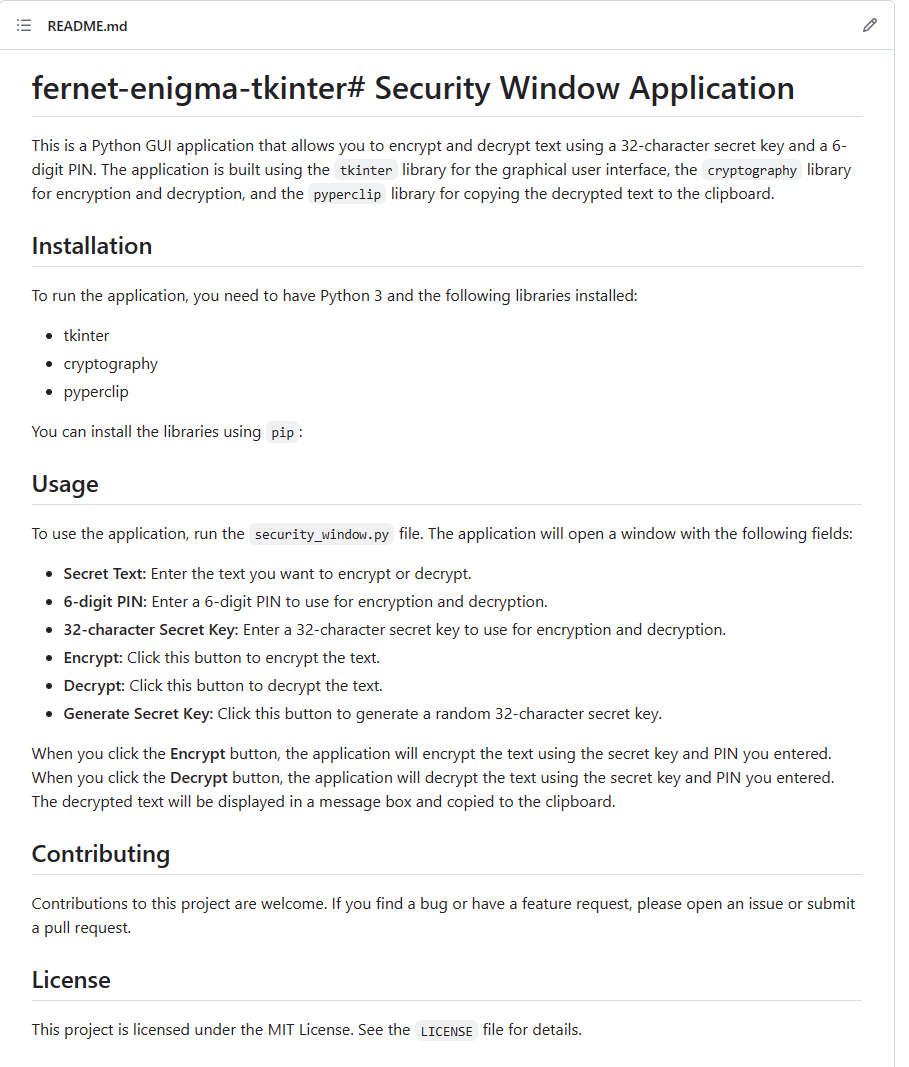 README.md
fernet-enigma-tkinter# Security Window Application
This is a Python GUI application that allows you to encrypt and decrypt text using a 32-character secret key and a 6-
digit PIN. The application is built using the tkinter library for the graphical user interface, the cryptography library
for encryption and decryption, and the pyperclip library for copying the decrypted text to the clipboard.
Installation
To run the application, you need to have Python 3 and the following libraries installed:
• tkinter
• cryptography
• pyperclip
You can install the libraries using pip :
Usage
To use the application, run the security_window.py file. The application will open a window with the following fields:
• Secret Text: Enter the text you want to encrypt or decrypt.
• 6-digit PIN: Enter a 6-digit PIN to use for encryption and decryption.
• 32-character Secret Key: Enter a 32-character secret key to use for encryption and decryption.
• Encrypt: Click this button to encrypt the text.
• Decrypt: Click this button to decrypt the text.
• Generate Secret Key: Click this button to generate a random 32-character secret key.
When you click the Encrypt button, the application will encrypt the text using the secret key and PIN you entered.
When you click the Decrypt button, the application will decrypt the text using the secret key and PIN you entered.
The decrypted text will be displayed in a message box and copied to the clipboard.
Contributing
Contributions to this project are welcome. If you find a bug or have a feature request, please open an issue or submit
a pull request.
License
This project is licensed under the MIT License. See the LICENSE file for details.